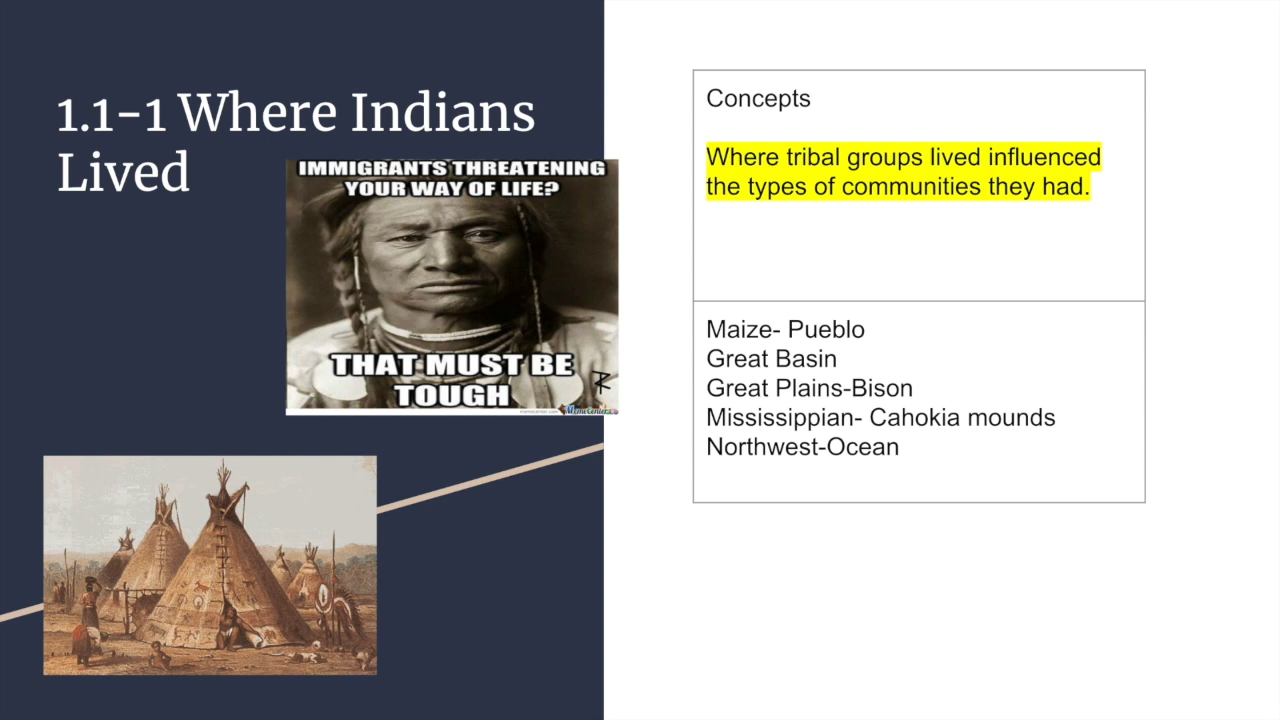 1.1-1 Where Indians
Lived
IMMIGRANTS THREATENING
YOUR WAY OF LIFE?
THAT MUST BE
TOUGH
MemeCenter
Concepts
Where tribal groups lived influenced
the types of communities they had.
Maize- Pueblo
Great Basin
Great Plains-Bison
Mississippian- Cahokia mounds
Northwest-Ocean